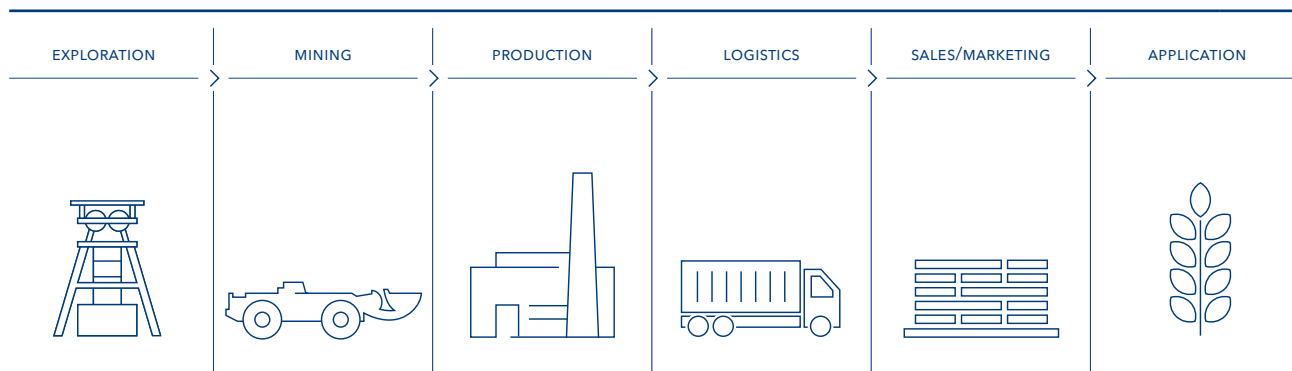 EXPLORATION
MINING
PRODUCTION
LOGISTICS
SALES/MARKETING
APPLICATION